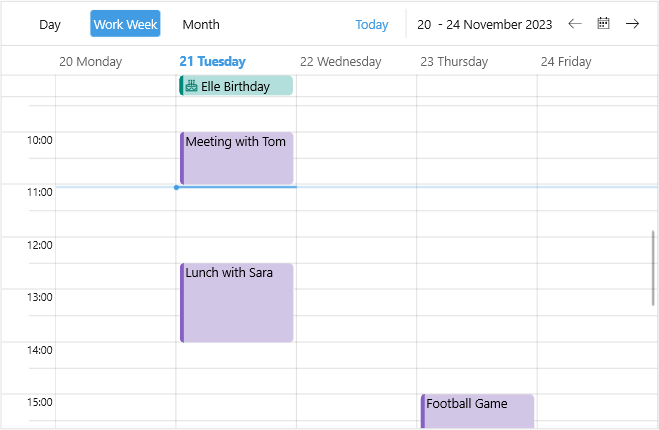 Day Work Week Month Today 20 - 24 November 2023
20 Monday 21 Tuesday 22 Wednesday 23 Thursday 24 Friday
Elle Birthday
10:00 Meeting with Tom
11:00
12:00
Lunch with Sara
13:00
14:00
15:00 Football Game